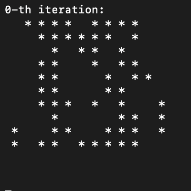 0-th iteration:
   * * * *   * * * *
     * * * * * *   *
       *   * *   *
     * *     *   * *
     * *       *   * *
     * *       * *
     * * *   *   *     *
       *         * *   *
 *     * *     * * *   *
 *   * *   * * * * *